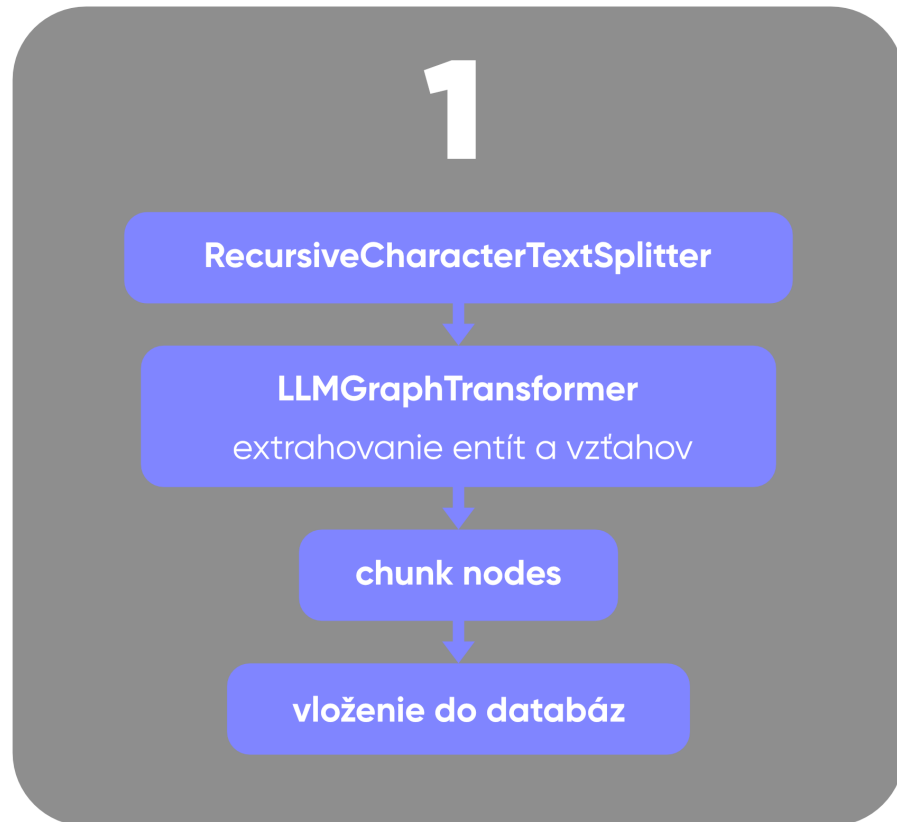 1
RecursiveCharacterTextSplitter
LLMGraphTransformer
extrahovanie entít a vzťahov
chunk nodes
vloženie do databáz